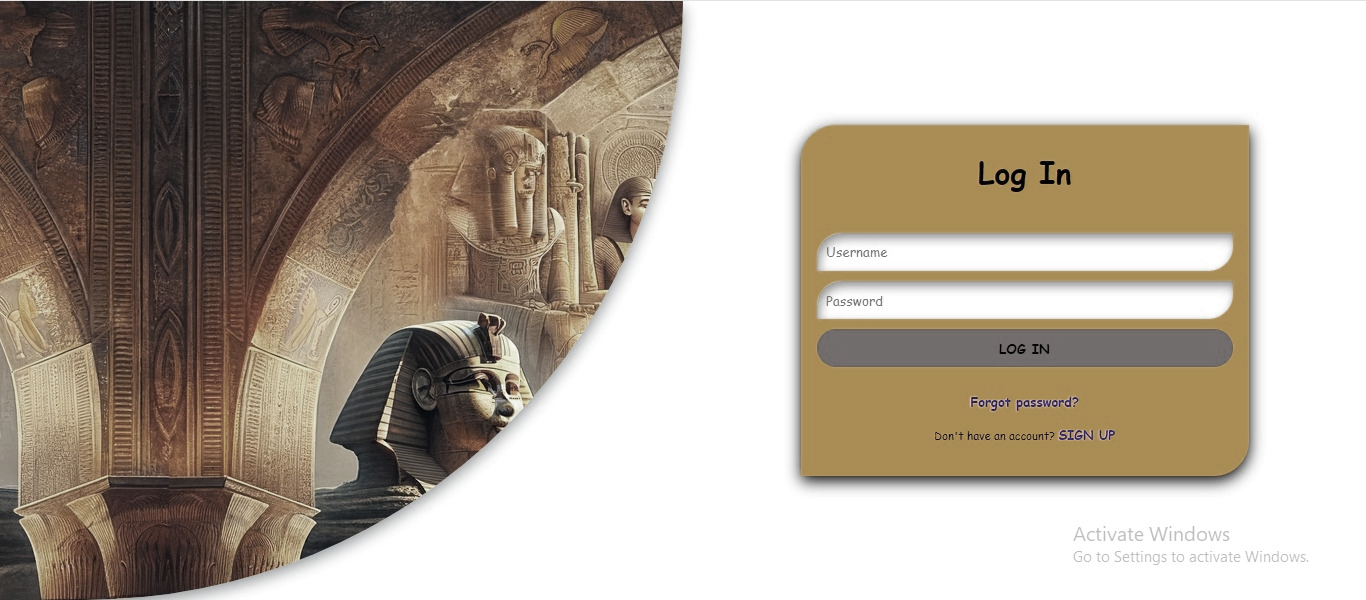 Log In
Username
Password
LOG IN
Forgot password?
Don't have an account? SIGN UP
Activate Windows
Go to Settings to activate Windows.